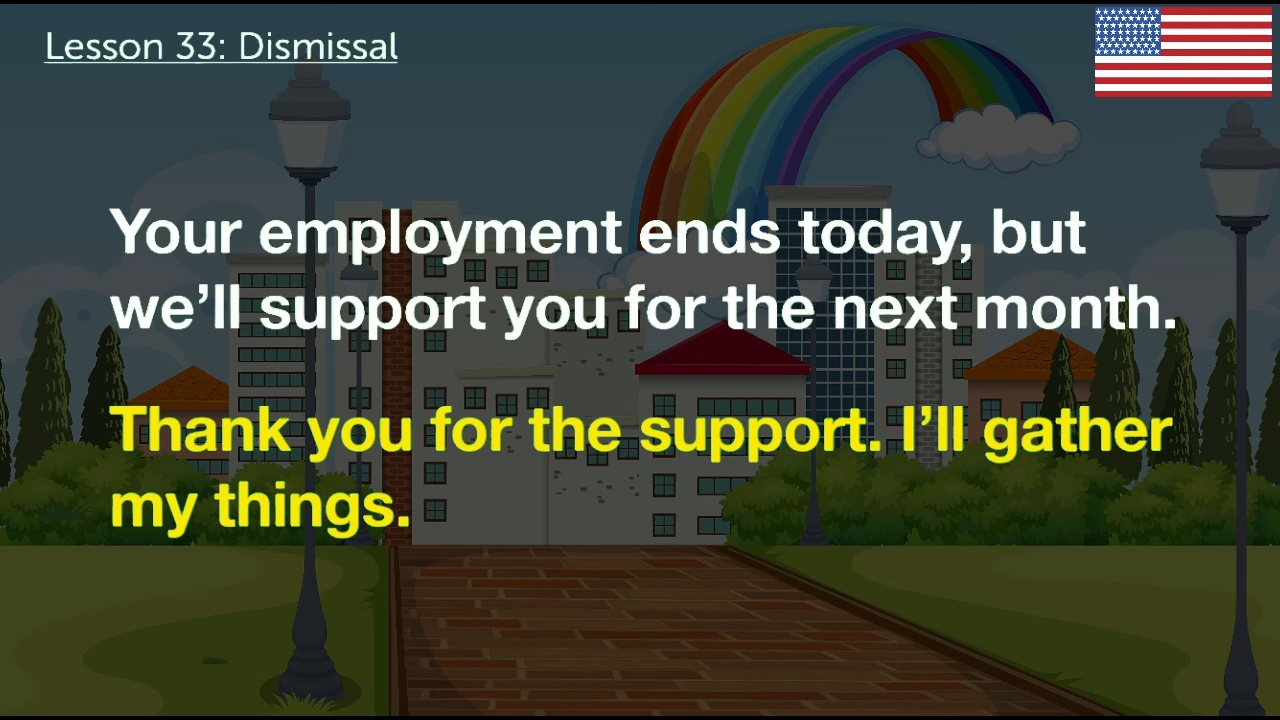 Lesson 33: Dismissal
Your employment ends today, but
we’ll support you for the next month.
Thank you for the support. I’ll gather
my things.